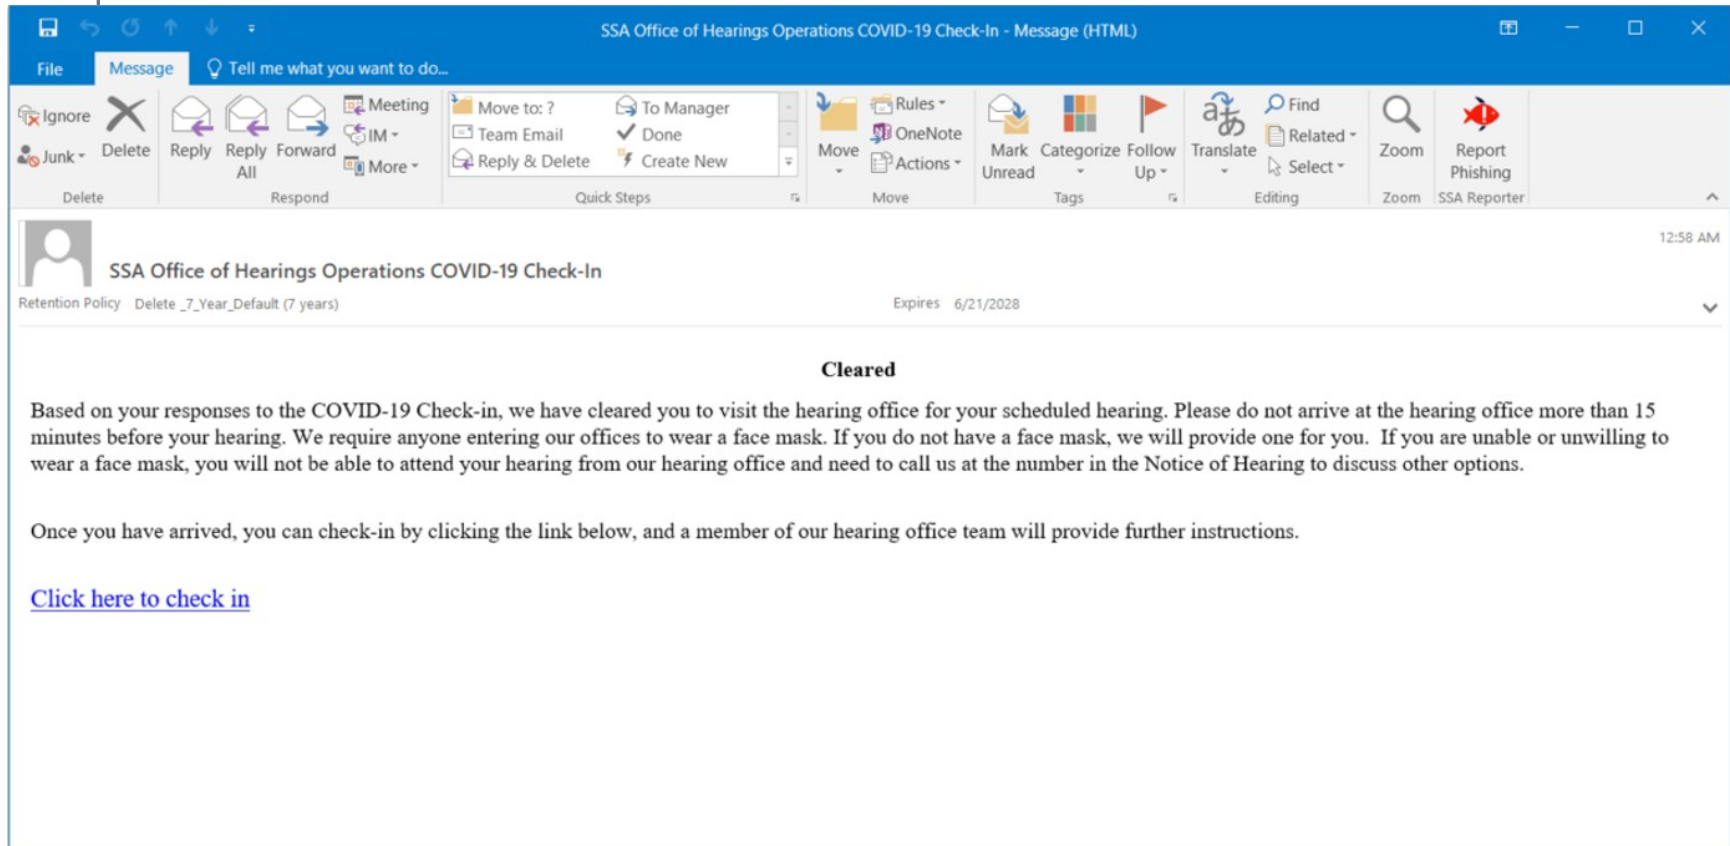 SSA Office of Hearings Operations COVID-19 Check-In - Message (HTML)
File Message Tell me what you want to do...
Ignore
Junk
Delete
Reply
Reply All
Forward
Meeting
IM
More
Move to: ?
Team Email
Reply & Delete
To Manager
Done
Create New
Move
Rules
OneNote
Actions
Mark Unread
Categorize
Follow Up
Translate
Find
Related
Select
Zoom
Report Phishing
Delete Respond Quick Steps Move Tags Editing Zoom SSA Reporter
12:58 AM
SSA Office of Hearings Operations COVID-19 Check-In
Retention Policy Delete _7_Year_Default (7 years) Expires 6/21/2028
Cleared
Based on your responses to the COVID-19 Check-in, we have cleared you to visit the hearing office for your scheduled hearing. Please do not arrive at the hearing office more than 15
minutes before your hearing. We require anyone entering our offices to wear a face mask. If you do not have a face mask, we will provide one for you. If you are unable or unwilling to
wear a face mask, you will not be able to attend your hearing from our hearing office and need to call us at the number in the Notice of Hearing to discuss other options.
Once you have arrived, you can check-in by clicking the link below, and a member of our hearing office team will provide further instructions.
Click here to check in